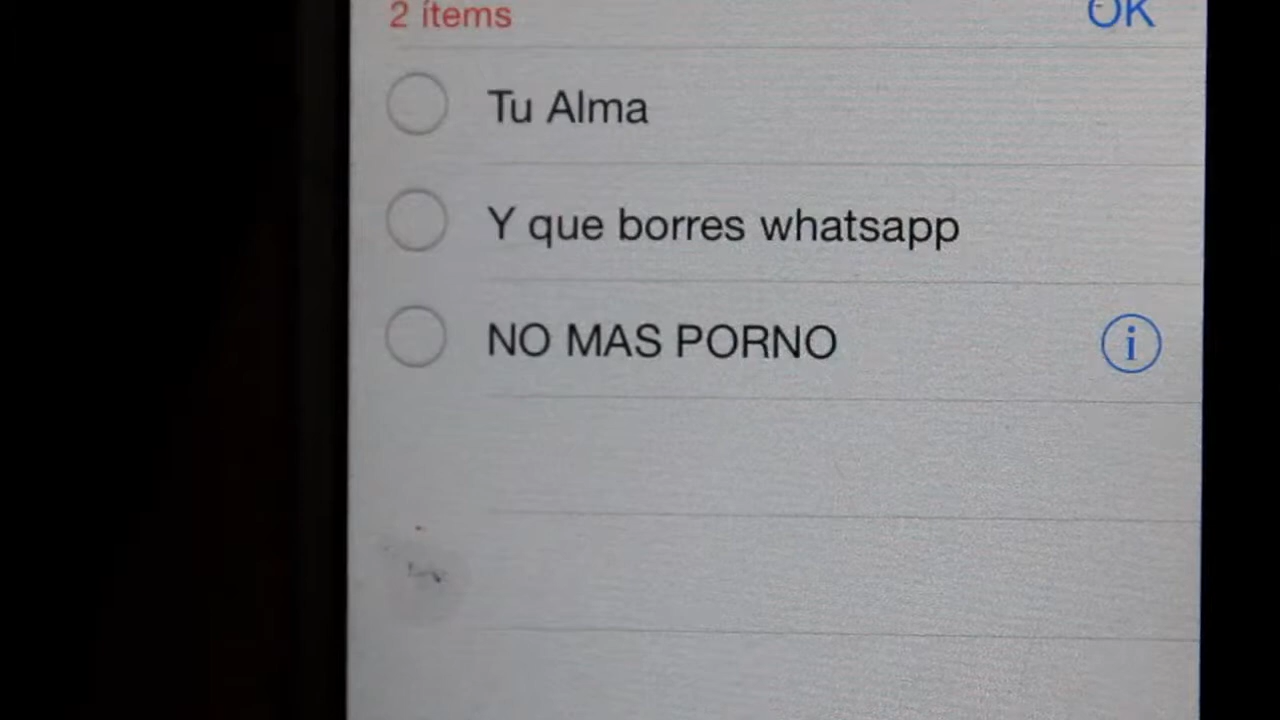 2 ítems
OK
Tu Alma
Y que borres whatsapp
NO MAS PORNO
i